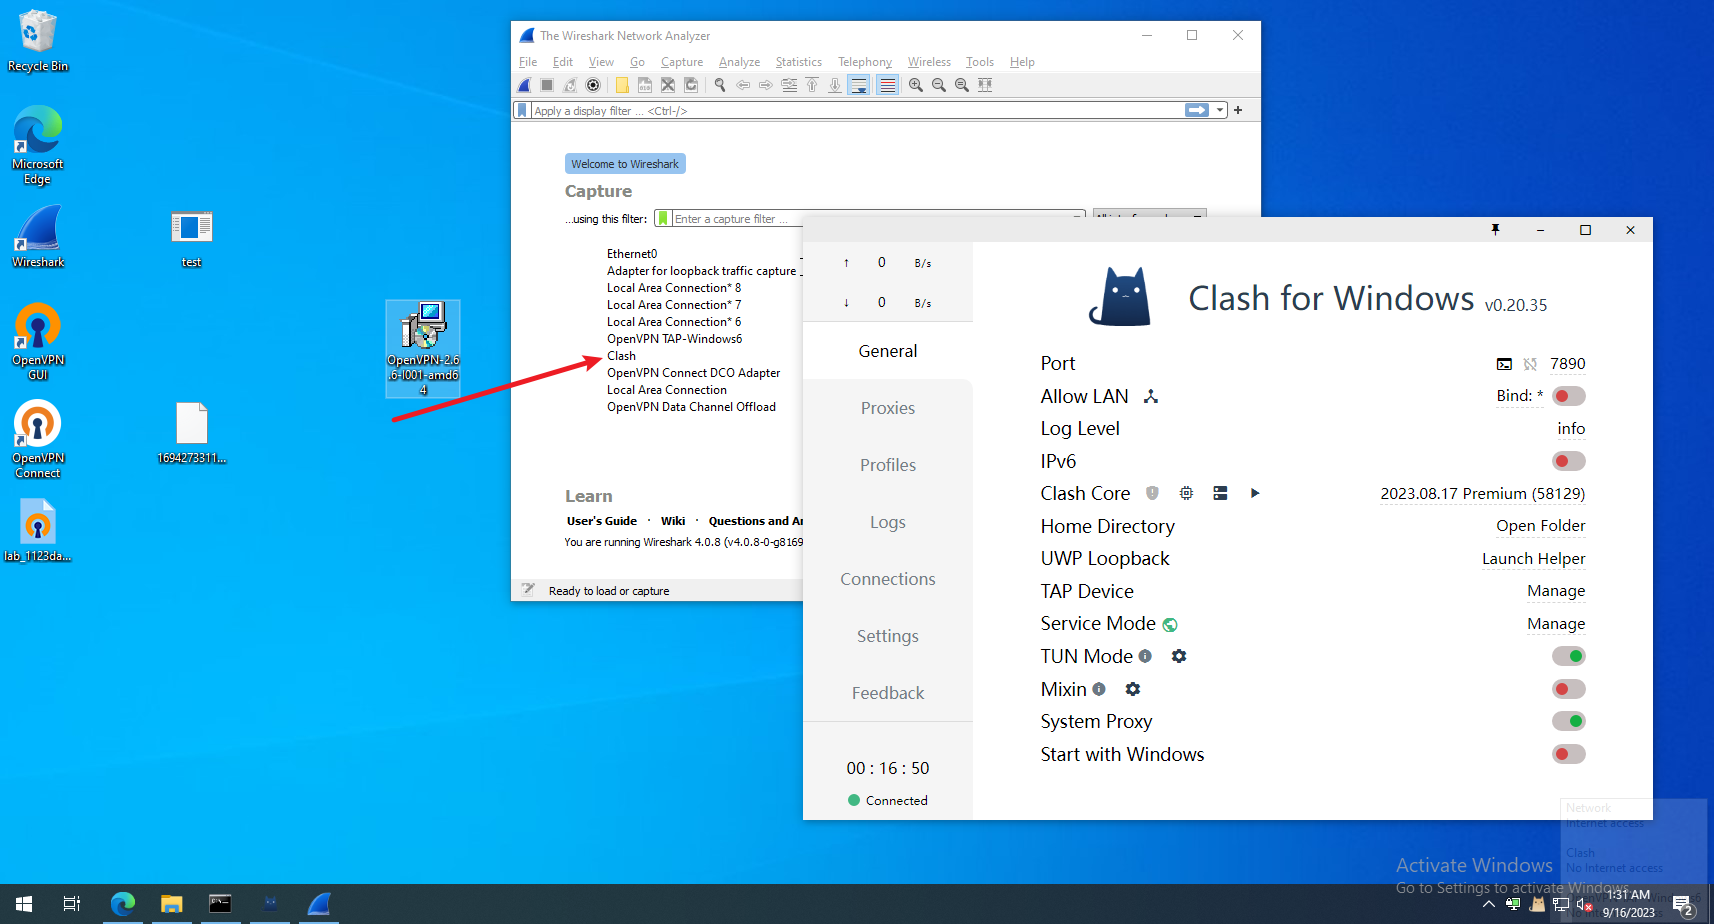 Recycle Bin
Microsoft
Edge
Wireshark
OpenVPN
GUI
OpenVPN
Connect
lab_1123da...
test
1694273311...
OpenVPN-2.6
.6-I001-amd6
4
The Wireshark Network Analyzer
File Edit View Go Capture Analyze Statistics Telephony Wireless Tools Help
Apply a display filter ... <Ctrl-/>
Welcome to Wireshark
Capture
...using this filter: Enter a capture filter ...
Ethernet0
Adapter for loopback traffic capture
Local Area Connection* 8
Local Area Connection* 7
Local Area Connection* 6
OpenVPN TAP-Windows6
Clash
OpenVPN Connect DCO Adapter
Local Area Connection
OpenVPN Data Channel Offload
Learn
User's Guide · Wiki · Questions and
You are running Wireshark 4.0.8 (v4.0.8-0-g8169
Ready to load or capture
↑ 0 B/s
↓ 0 B/s
General
Proxies
Profiles
Logs
Connections
Settings
Feedback
00 : 16 : 50
Connected
Clash for Windows v0.20.35
Port 7890
Allow LAN Bind: *
Log Level info
IPv6
Clash Core 2023.08.17 Premium (58129)
Home Directory Open Folder
UWP Loopback Launch Helper
TAP Device Manage
Service Mode Manage
TUN Mode
Mixin
System Proxy
Start with Windows
Network
Internet access
Clash
No Internet access
Activate Windows
Go to Settings to activate Windows.
1:31 AM
9/16/2023
2